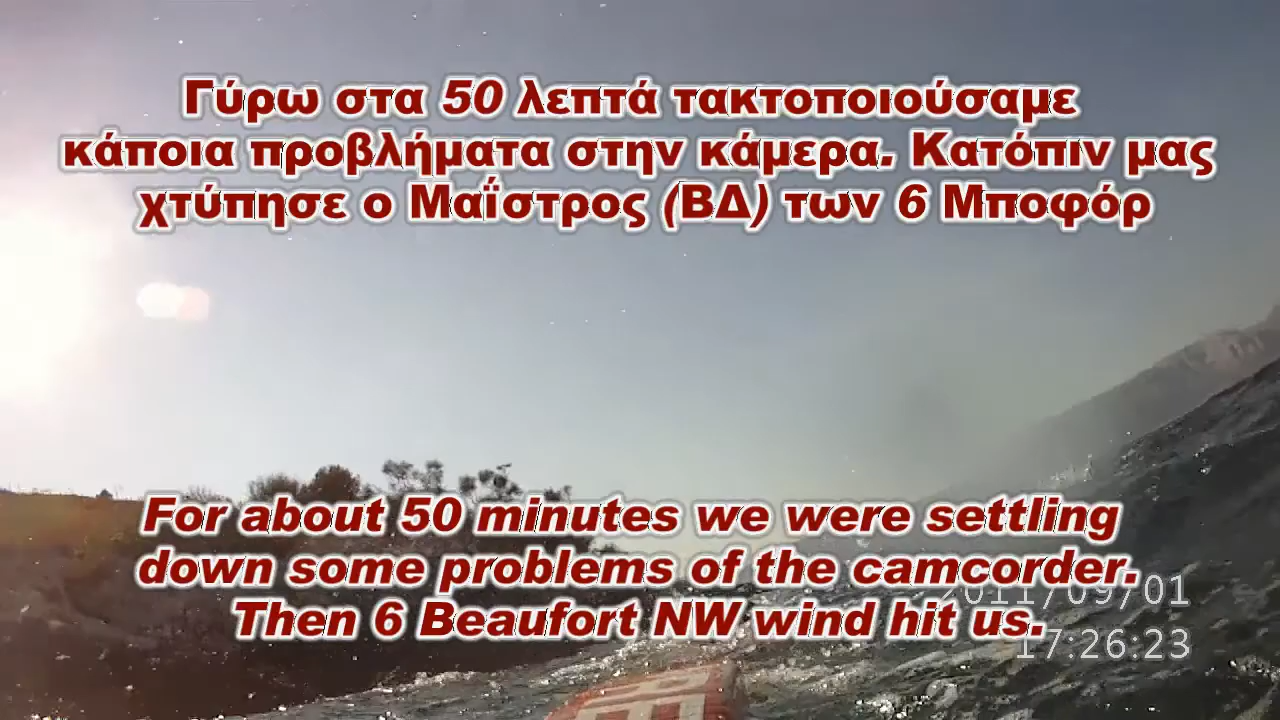 Γύρω στα 50 λεπτά τακτοποιούσαμε
κάποια προβλήματα στην κάμερα. Κατόπιν μας
χτύπησε ο Μαΐστρος (ΒΔ) των 6 Μποφόρ
For about 50 minutes we were settling
down some problems of the camcorder.
Then 6 Beaufort NW wind hit us.
2011/09/01
17:26:23